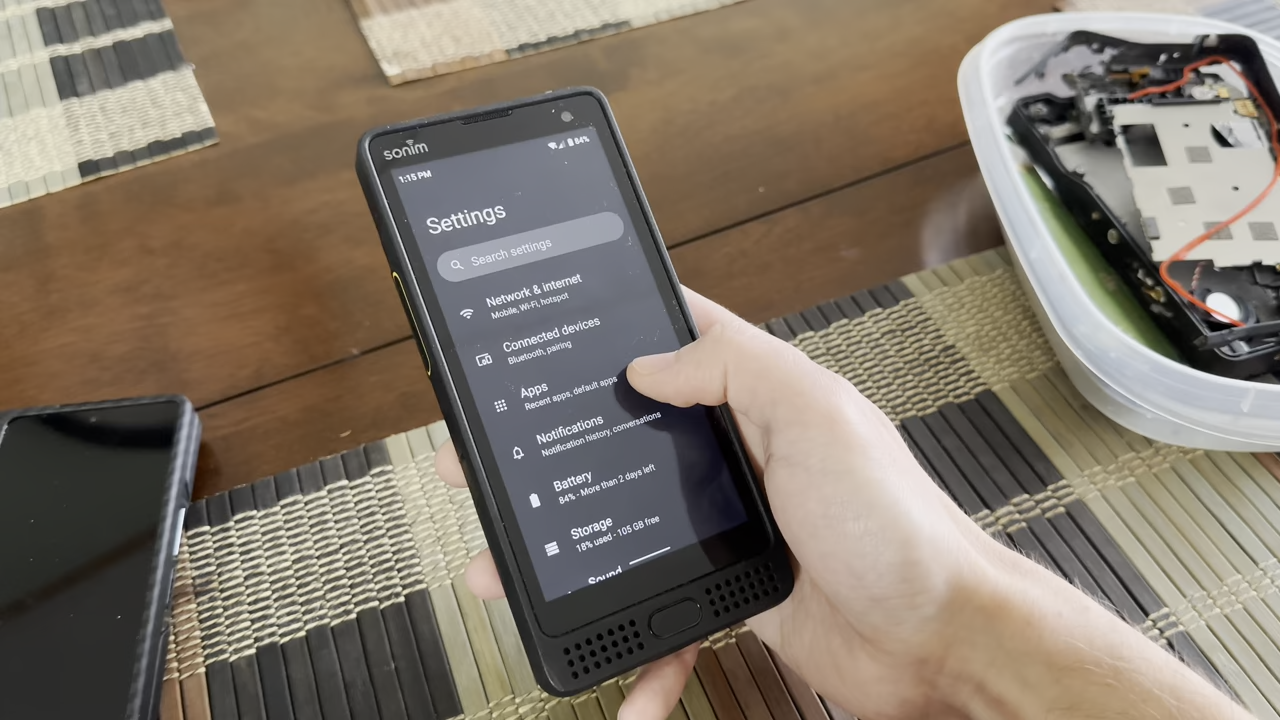 sonim
84%
1:15 PM
Settings
Search settings
Network & internet
Mobile, Wi-Fi, hotspot
Connected devices
Bluetooth, pairing
Apps
Recent apps, default apps
Notifications
Notification history, conversations
Battery
84% - More than 2 days left
Storage
18% used - 105 GB free
Sound